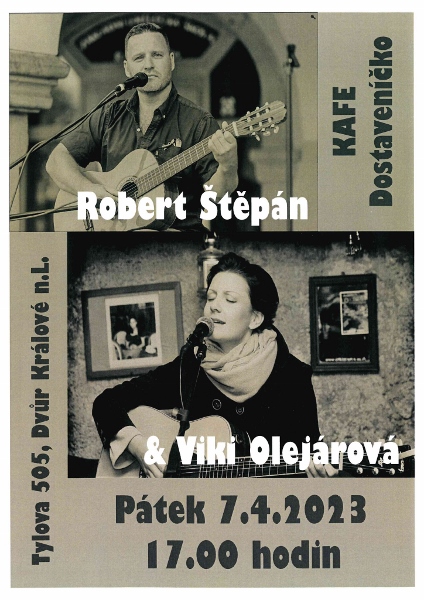 KAFE
Dostaveníčko
Robert Štěpán
Tylova 505, Dvůr Králové n.L.
& Viki Olejárová
Pátek 7.4.2023
17.00 hodin